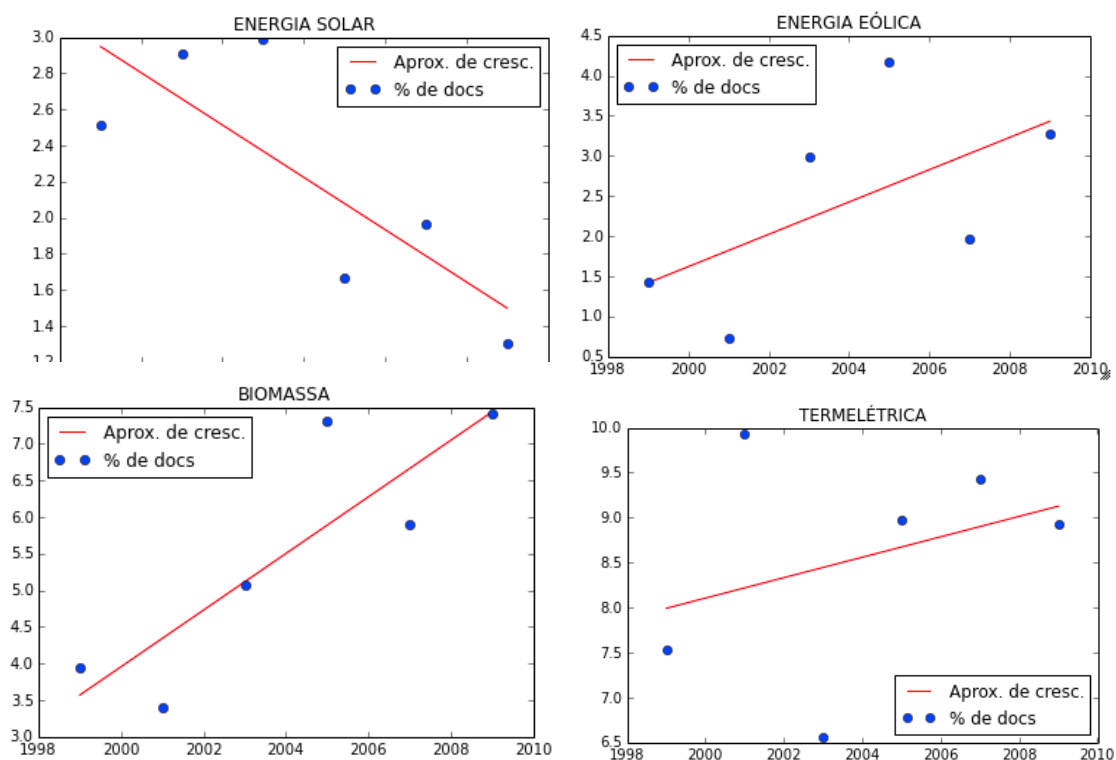 ENERGIA SOLAR
3.0
2.8
2.6
2.4
2.2
2.0
1.8
1.6
1.4
1.2
Aprox. de cresc.
% de docs
ENERGIA EÓLICA
4.5
4.0
3.5
3.0
2.5
2.0
1.5
1.0
0.5
Aprox. de cresc.
% de docs
1998 2000 2002 2004 2006 2008 2010
BIOMASSA
7.5
7.0
6.5
6.0
5.5
5.0
4.5
4.0
3.5
3.0
Aprox. de cresc.
% de docs
1998 2000 2002 2004 2006 2008 2010
TERMELÉTRICA
10.0
9.5
9.0
8.5
8.0
7.5
7.0
6.5
Aprox. de cresc.
% de docs
1998 2000 2002 2004 2006 2008 2010